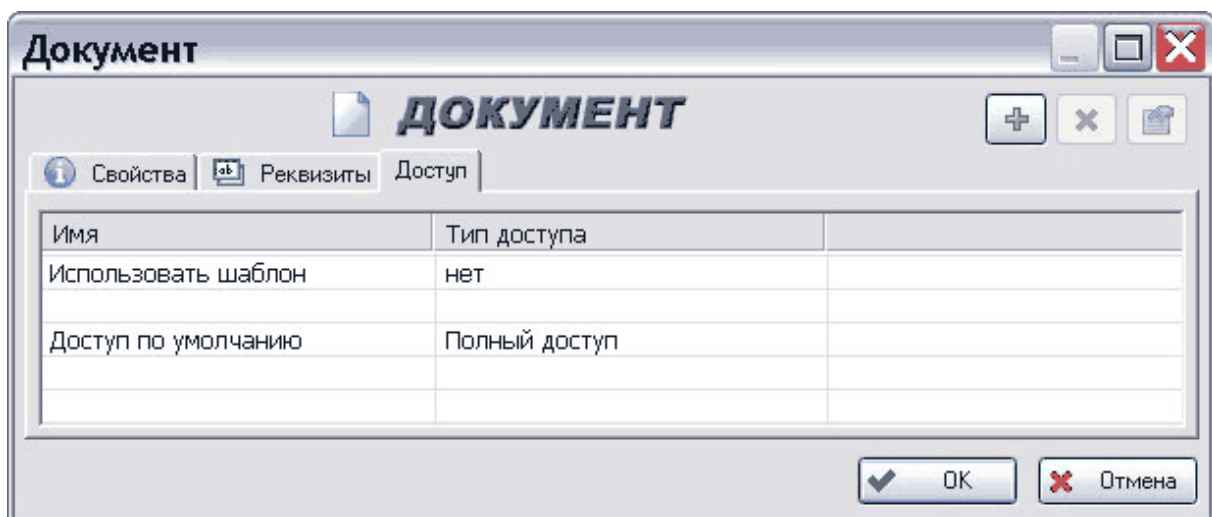 Документ
ДОКУМЕНТ
Свойства Реквизиты Доступ
Имя Тип доступа
Использовать шаблон нет
Доступ по умолчанию Полный доступ
OK Отмена